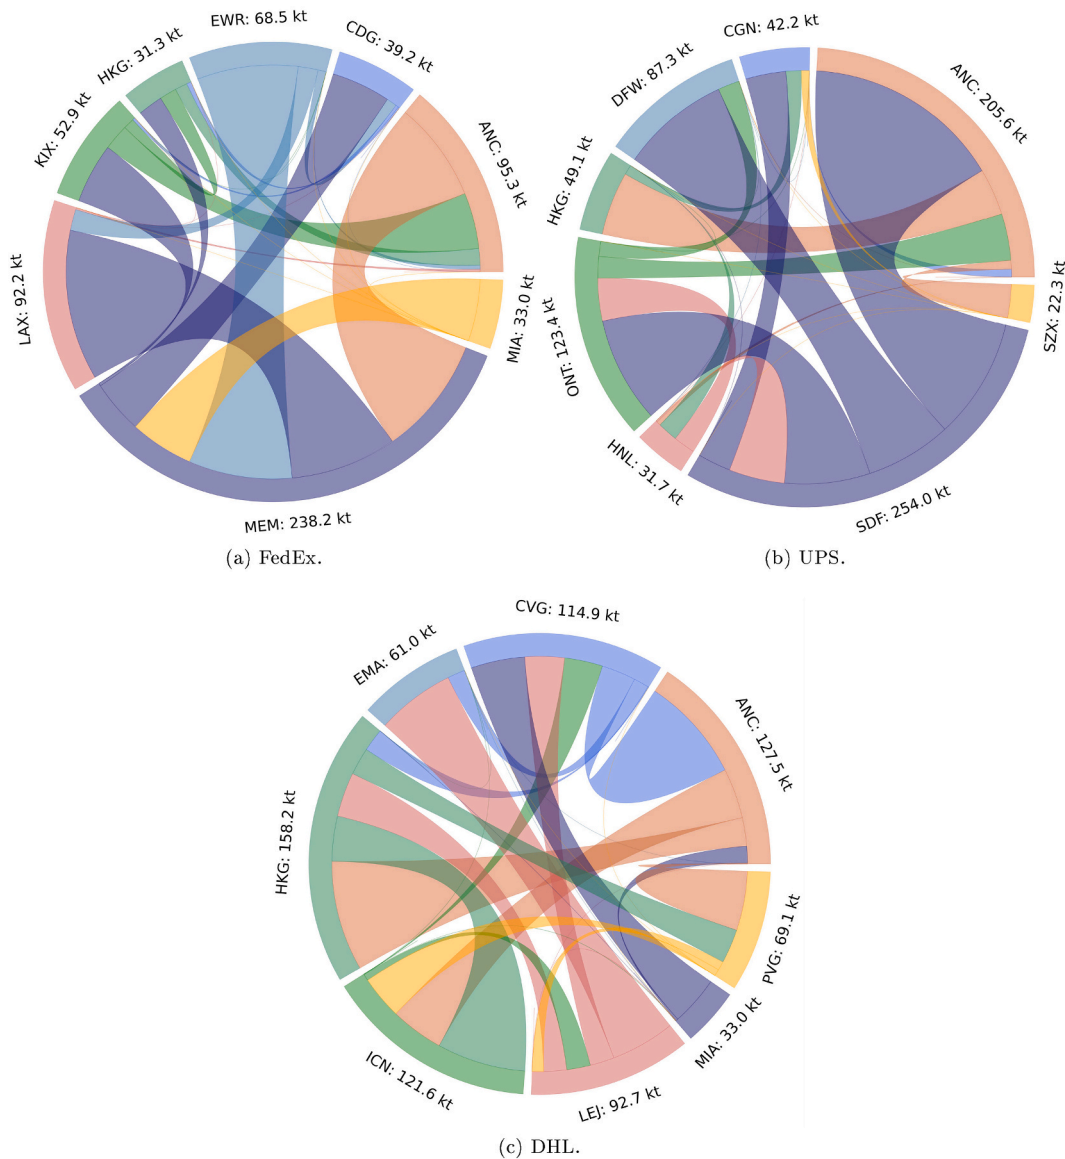 EWR: 68.5 kt
CDG: 39.2 kt
HKG: 31.3 kt
KIX: 52.9 kt
ANC: 95.3 kt
LAX: 92.2 kt
MIA: 33.0 kt
MEM: 238.2 kt
(a) FedEx.
CGN: 42.2 kt
DFW: 87.3 kt
ANC: 205.6 kt
HKG: 49.1 kt
ONT: 123.4 kt
SZX: 22.3 kt
HNL: 31.7 kt
SDF: 254.0 kt
(b) UPS.
CVG: 114.9 kt
EMA: 61.0 kt
ANC: 127.5 kt
HKG: 158.2 kt
PVG: 69.1 kt
MIA: 33.0 kt
ICN: 121.6 kt
LEJ: 92.7 kt
(c) DHL.